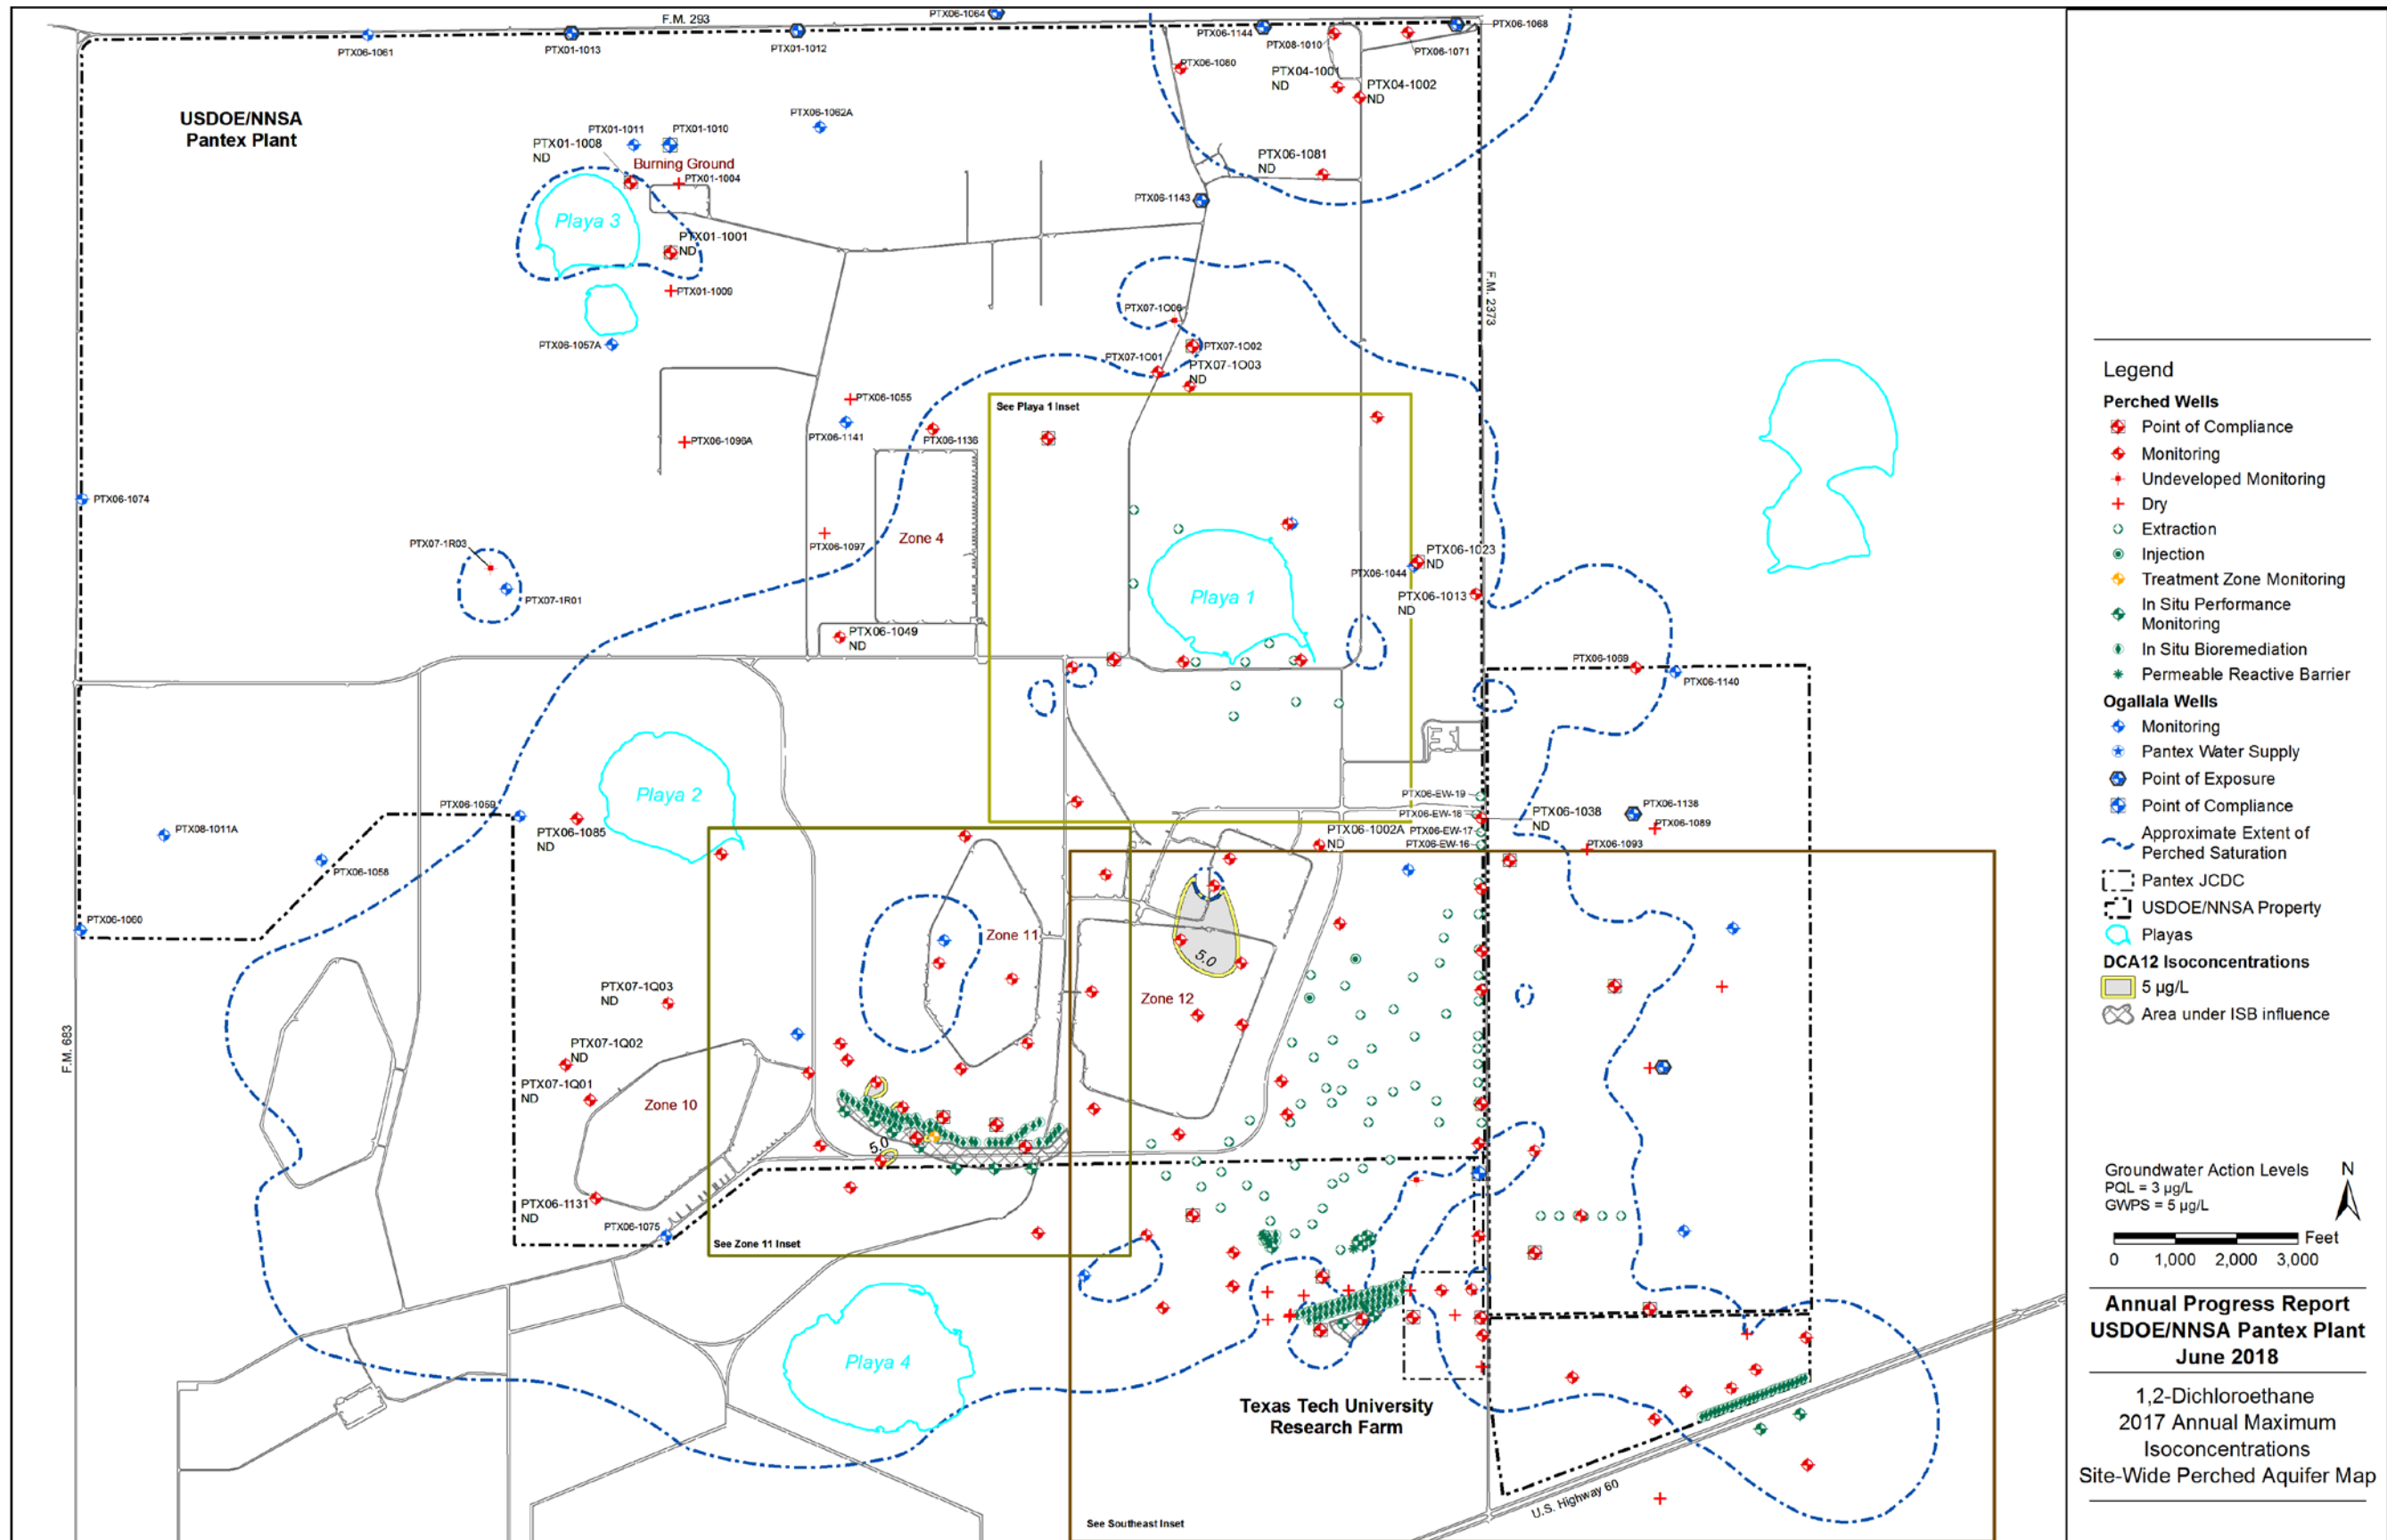 F.M. 293
PTX06-1064
PTX06-1068
PTX06-1061
PTX01-1013
PTX01-1012
PTX06-1144
PTX08-1010
PTX06-1071
PTX06-1080
PTX04-1001
ND
PTX04-1002
ND
USDOE/NNSA
Pantex Plant
PTX06-1062A
PTX01-1011
PTX01-1010
PTX01-1008
ND
Burning Ground
PTX01-1004
PTX06-1081
ND
PTX06-1143
Playa 3
PTX01-1001
ND
PTX01-1009
PTX06-1057A
F.M. 2373
PTX07-1O06
PTX07-1O02
PTX07-1O01
PTX07-1O03
ND
See Playa 1 Inset
PTX06-1055
PTX06-1141
PTX06-1136
PTX06-1096A
PTX06-1074
PTX07-1R03
PTX07-1R01
PTX06-1097
Zone 4
PTX06-1023
ND
PTX06-1044
PTX06-1013
ND
Playa 1
PTX06-1049
ND
PTX06-1069
PTX06-1140
Playa 2
PTX06-1059
PTX06-1085
ND
PTX08-1011A
PTX06-1058
PTX06-1060
PTX06-EW-19
PTX06-EW-18
PTX06-EW-17
PTX06-EW-16
PTX06-1038
ND
PTX06-1138
PTX06-1089
PTX06-1093
PTX06-1002A
ND
Zone 11
5.0
Zone 12
PTX07-1Q03
ND
PTX07-1Q02
ND
PTX07-1Q01
ND
Zone 10
F.M. 683
5.0
PTX06-1131
ND
PTX06-1075
See Zone 11 Inset
Playa 4
Texas Tech University
Research Farm
U.S. Highway 60
See Southeast Inset
Legend
Perched Wells
Point of Compliance
Monitoring
Undeveloped Monitoring
Dry
Extraction
Injection
Treatment Zone Monitoring
In Situ Performance
Monitoring
In Situ Bioremediation
Permeable Reactive Barrier
Ogallala Wells
Monitoring
Pantex Water Supply
Point of Exposure
Point of Compliance
Approximate Extent of
Perched Saturation
Pantex JCDC
USDOE/NNSA Property
Playas
DCA12 Isoconcentrations
5 µg/L
Area under ISB influence
Groundwater Action Levels
PQL = 3 µg/L
GWPS = 5 µg/L
N
Feet
0 1,000 2,000 3,000
Annual Progress Report
USDOE/NNSA Pantex Plant
June 2018
1,2-Dichloroethane
2017 Annual Maximum
Isoconcentrations
Site-Wide Perched Aquifer Map